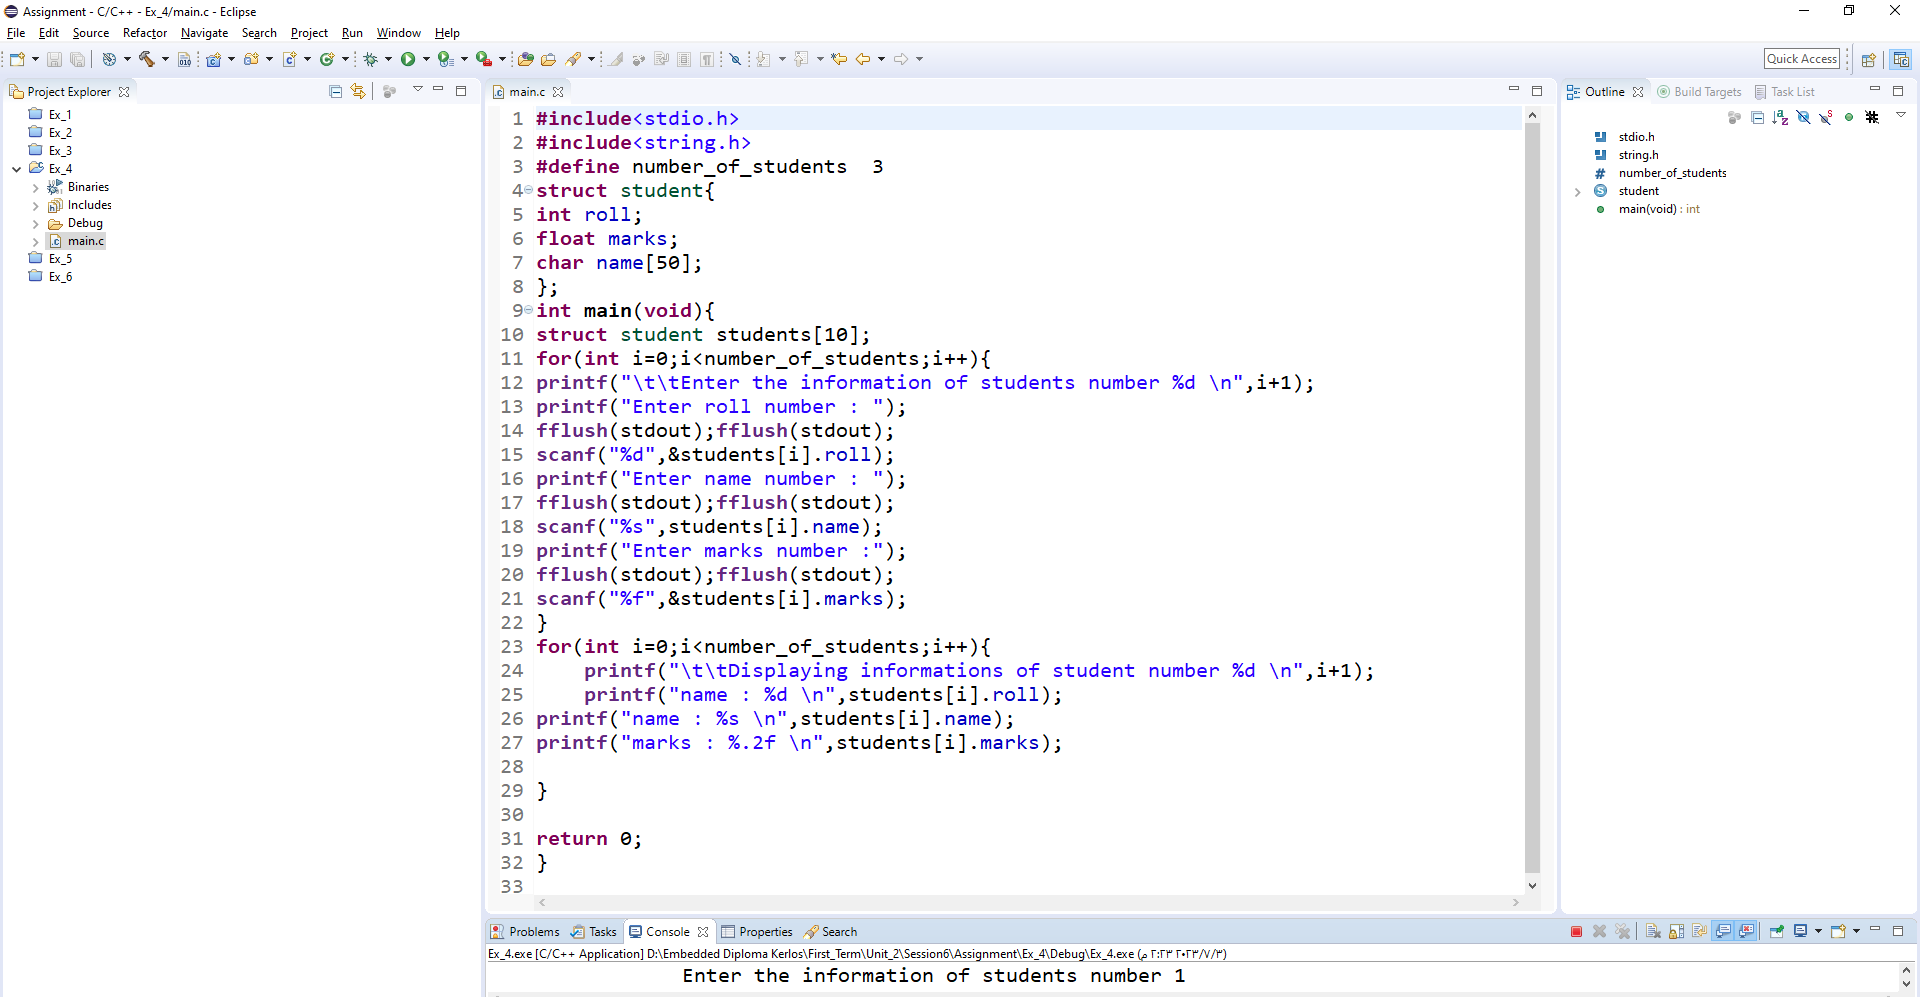 Assignment - C/C++ - Ex_4/main.c - Eclipse
File Edit Source Refactor Navigate Search Project Run Window Help
Quick Access
Project Explorer
Ex_1
Ex_2
Ex_3
Ex_4
Binaries
Includes
Debug
main.c
Ex_5
Ex_6
main.c
1 #include<stdio.h>
2 #include<string.h>
3 #define number_of_students  3
4 struct student{
5 int roll;
6 float marks;
7 char name[50];
8 };
9 int main(void){
10 struct student students[10];
11 for(int i=0;i<number_of_students;i++){
12 printf("\t\tEnter the information of students number %d \n",i+1);
13 printf("Enter roll number : ");
14 fflush(stdout);fflush(stdout);
15 scanf("%d",&students[i].roll);
16 printf("Enter name number : ");
17 fflush(stdout);fflush(stdout);
18 scanf("%s",students[i].name);
19 printf("Enter marks number :");
20 fflush(stdout);fflush(stdout);
21 scanf("%f",&students[i].marks);
22 }
23 for(int i=0;i<number_of_students;i++){
24     printf("\t\tDisplaying informations of student number %d \n",i+1);
25     printf("name : %d \n",students[i].roll);
26 printf("name : %s \n",students[i].name);
27 printf("marks : %.2f \n",students[i].marks);
28
29 }
30
31 return 0;
32 }
33
Outline Build Targets Task List
stdio.h
string.h
number_of_students
student
main(void) : int
Problems Tasks Console Properties Search
Ex_4.exe [C/C++ Application] D:\Embedded Diploma Kerlos\First_Term\Unit_2\Session6\Assignment\Ex_4\Debug\Ex_4.exe (م ٢:٢٣ ٢٠٢٣/٧/٣)
Enter the information of students number 1